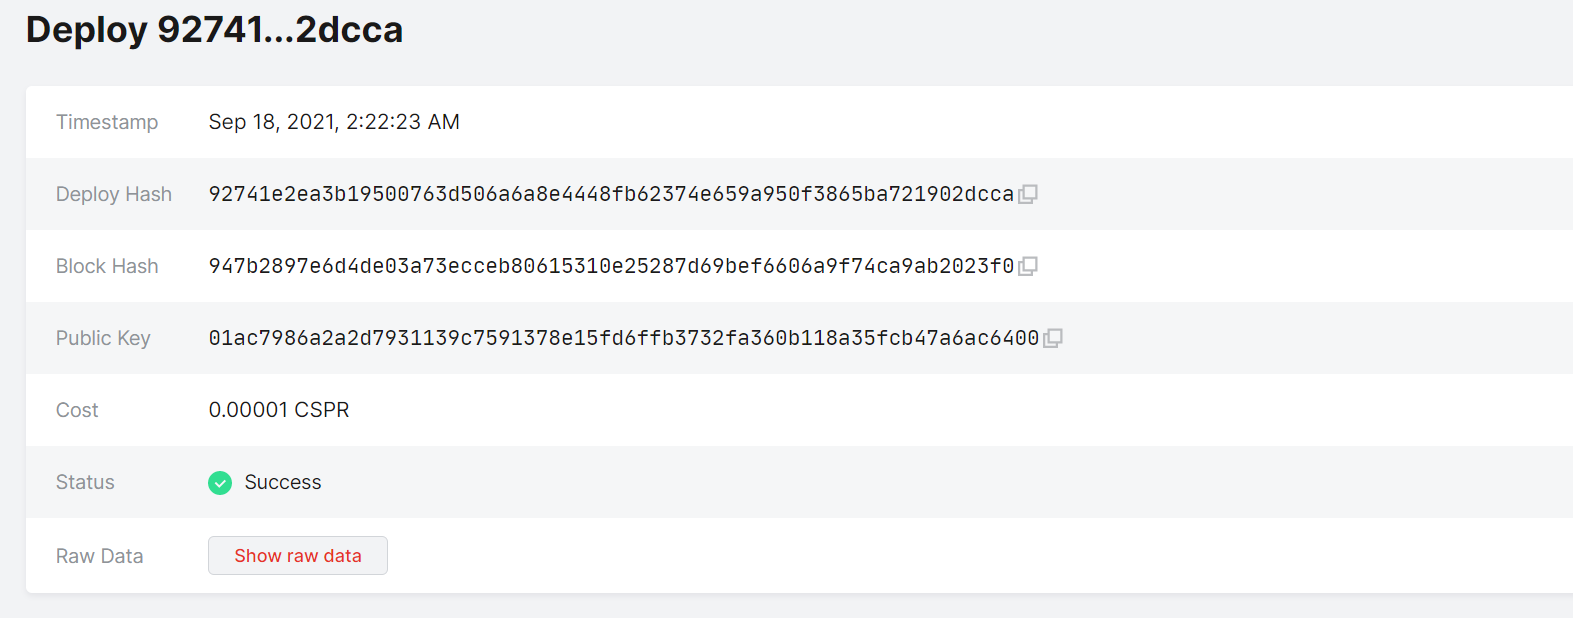 Deploy 92741...2dcca
Timestamp Sep 18, 2021, 2:22:23 AM
Deploy Hash 92741e2ea3b19500763d506a6a8e4448fb62374e659a950f3865ba721902dcca
Block Hash 947b2897e6d4de03a73ecceb80615310e25287d69bef6606a9f74ca9ab2023f0
Public Key 01ac7986a2a2d7931139c7591378e15fd6ffb3732fa360b118a35fcb47a6ac6400
Cost 0.00001 CSPR
Status Success
Raw Data Show raw data